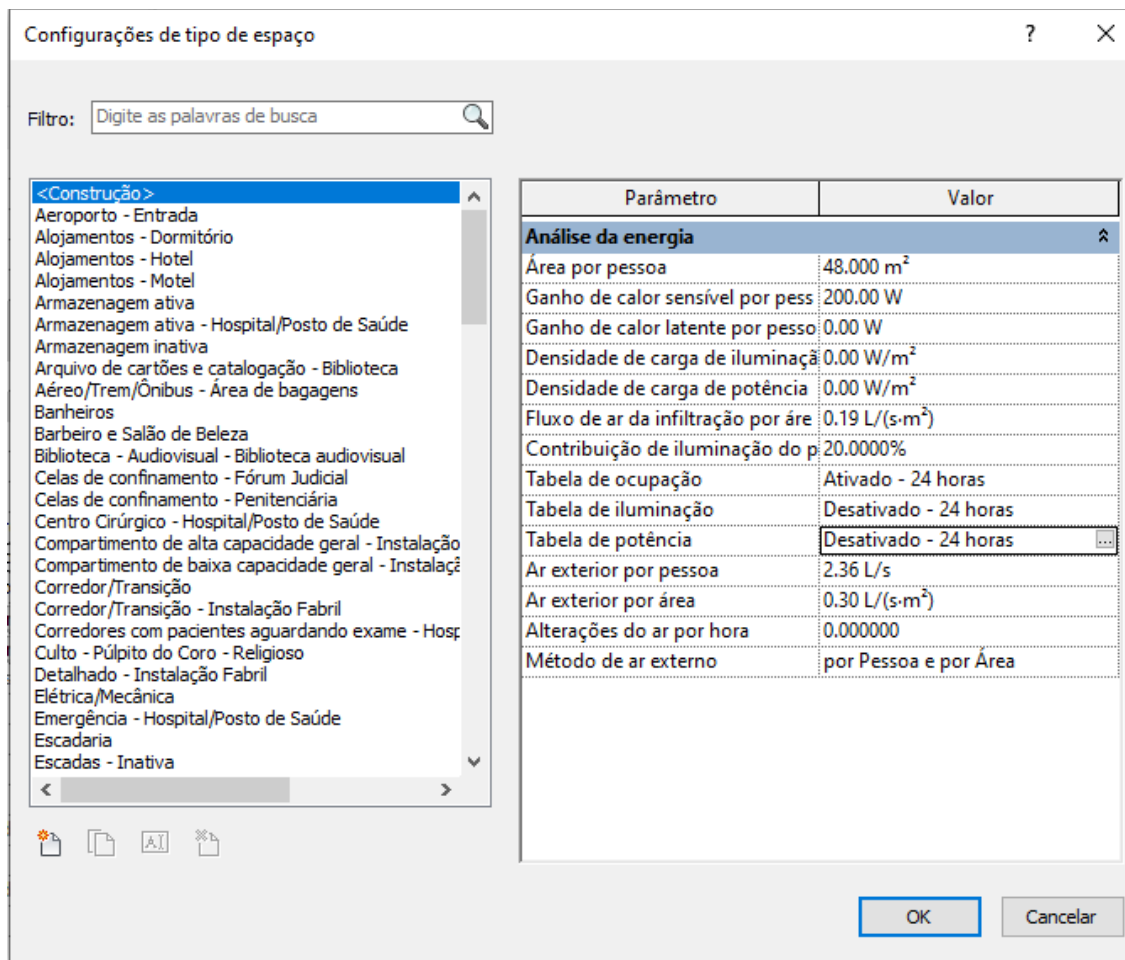 Configurações de tipo de espaço
?
Filtro: Digite as palavras de busca
<Construção>
Aeroporto - Entrada
Alojamentos - Dormitório
Alojamentos - Hotel
Alojamentos - Motel
Armazenagem ativa
Armazenagem ativa - Hospital/Posto de Saúde
Armazenagem inativa
Arquivo de cartões e catalogação - Biblioteca
Aéreo/Trem/Ônibus - Área de bagagens
Banheiros
Barbeiro e Salão de Beleza
Biblioteca - Audiovisual - Biblioteca audiovisual
Celas de confinamento - Fórum Judicial
Celas de confinamento - Penitenciária
Centro Cirúrgico - Hospital/Posto de Saúde
Compartimento de alta capacidade geral - Instalação
Compartimento de baixa capacidade geral - Instalaçã
Corredor/Transição
Corredor/Transição - Instalação Fabril
Corredores com pacientes aguardando exame - Hosp
Culto - Púlpito do Coro - Religioso
Detalhado - Instalação Fabril
Elétrica/Mecânica
Emergência - Hospital/Posto de Saúde
Escadaria
Escadas - Inativa
Parâmetro Valor
Análise da energia
Área por pessoa 48.000 m²
Ganho de calor sensível por pess 200.00 W
Ganho de calor latente por pesso 0.00 W
Densidade de carga de iluminaçã 0.00 W/m²
Densidade de carga de potência 0.00 W/m²
Fluxo de ar da infiltração por áre 0.19 L/(s·m²)
Contribuição de iluminação do p 20.0000%
Tabela de ocupação Ativado - 24 horas
Tabela de iluminação Desativado - 24 horas
Tabela de potência Desativado - 24 horas ...
Ar exterior por pessoa 2.36 L/s
Ar exterior por área 0.30 L/(s·m²)
Alterações do ar por hora 0.000000
Método de ar externo por Pessoa e por Área
OK Cancelar